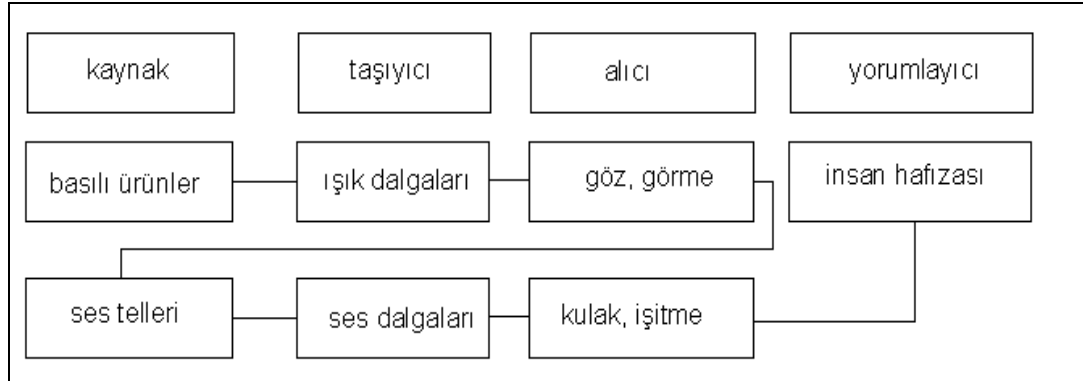 kaynak
taşıyıcı
alıcı
yorumlayıcı
basılı ürünler
ışık dalgaları
göz, görme
insan hafızası
ses telleri
ses dalgaları
kulak, işitme